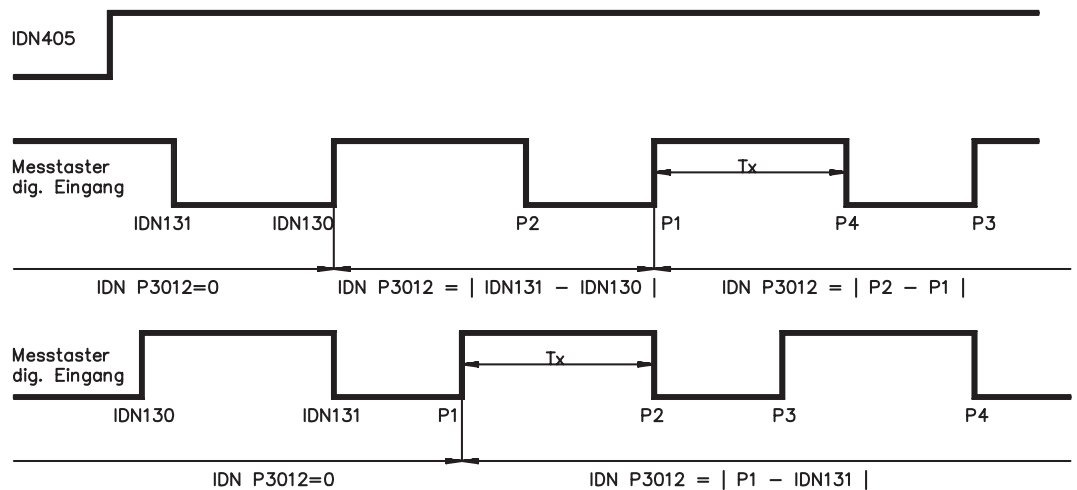 IDN405
Messtaster
dig. Eingang
Tx
IDN131 IDN130 P2 P1 P4 P3
IDN P3012=0 IDN P3012 = | IDN131 – IDN130 | IDN P3012 = | P2 – P1 |
Messtaster
dig. Eingang
Tx
IDN130 IDN131 P1 P2 P3 P4
IDN P3012=0 IDN P3012 = | P1 – IDN131 |